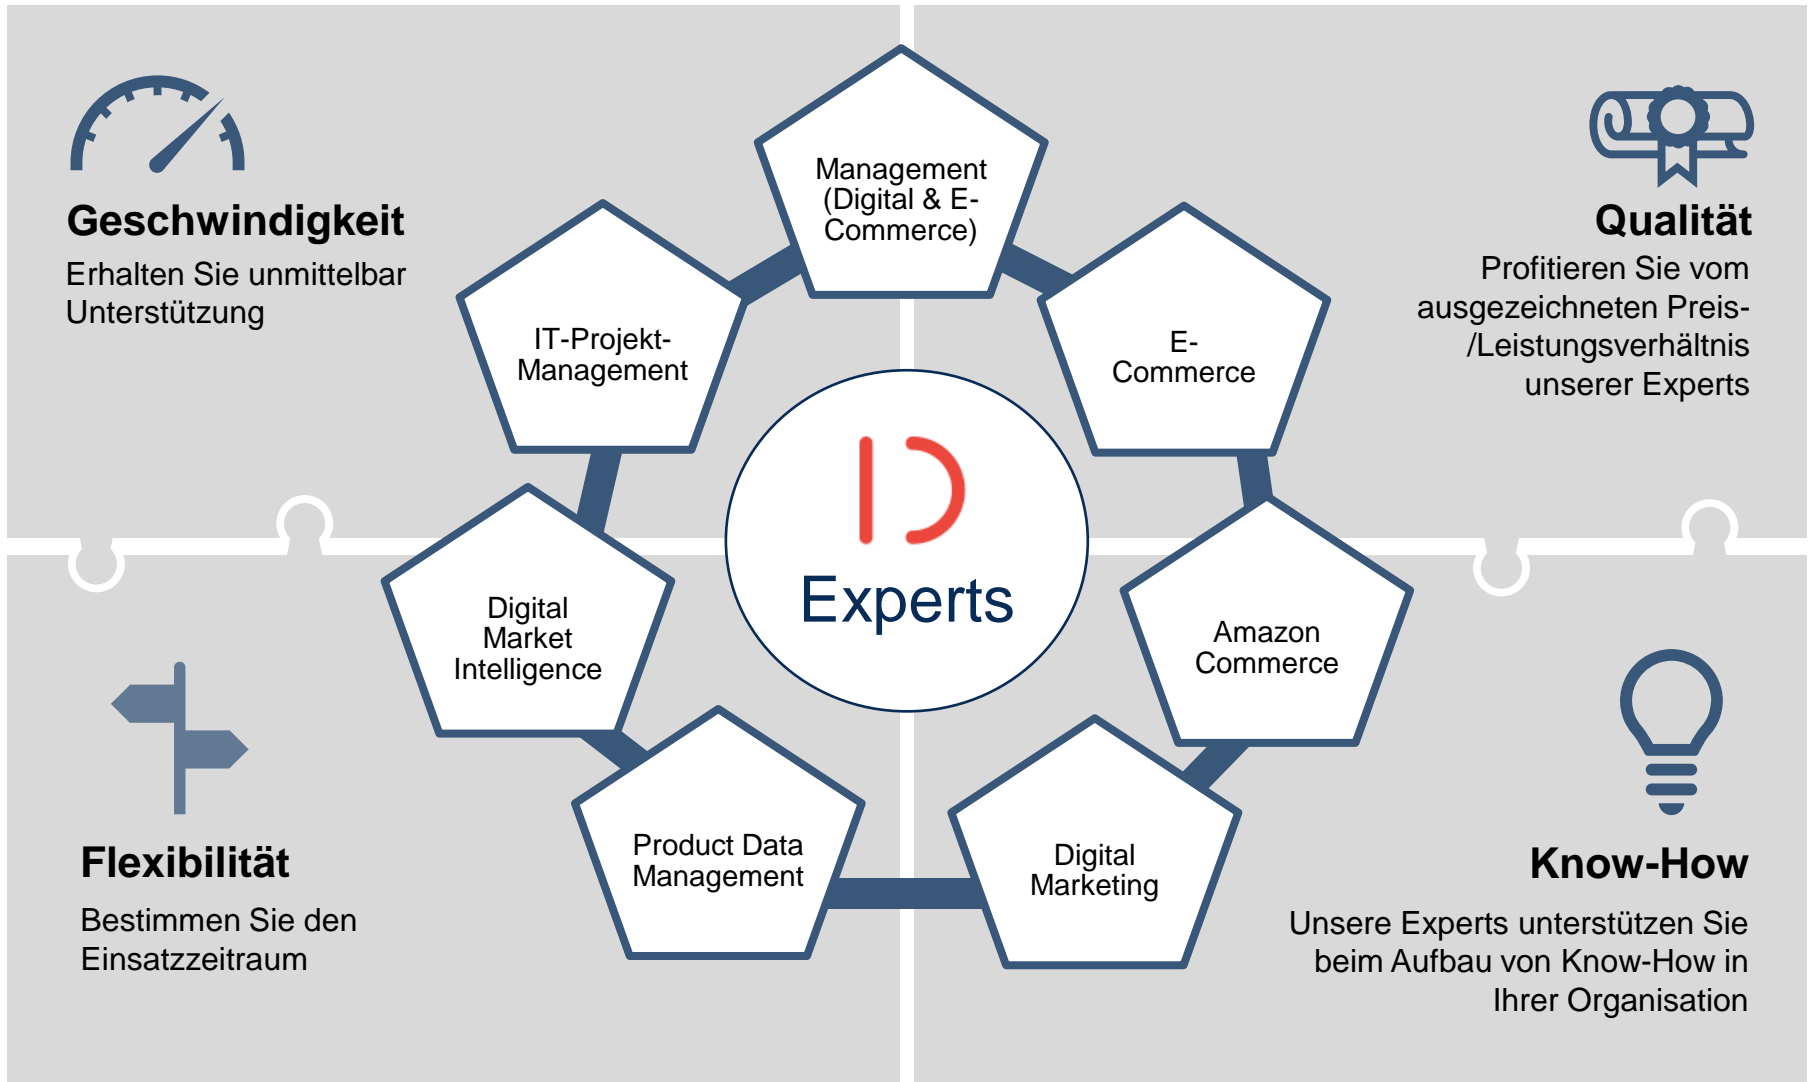 Geschwindigkeit
Erhalten Sie unmittelbar
Unterstützung
Management
(Digital & E-
Commerce)
Qualität
Profitieren Sie vom
ausgezeichneten Preis-
/Leistungsverhältnis
unserer Experts
IT-Projekt-
Management
E-
Commerce
Experts
Digital
Market
Intelligence
Amazon
Commerce
Product Data
Management
Digital
Marketing
Flexibilität
Bestimmen Sie den
Einsatzzeitraum
Know-How
Unsere Experts unterstützen Sie
beim Aufbau von Know-How in
Ihrer Organisation